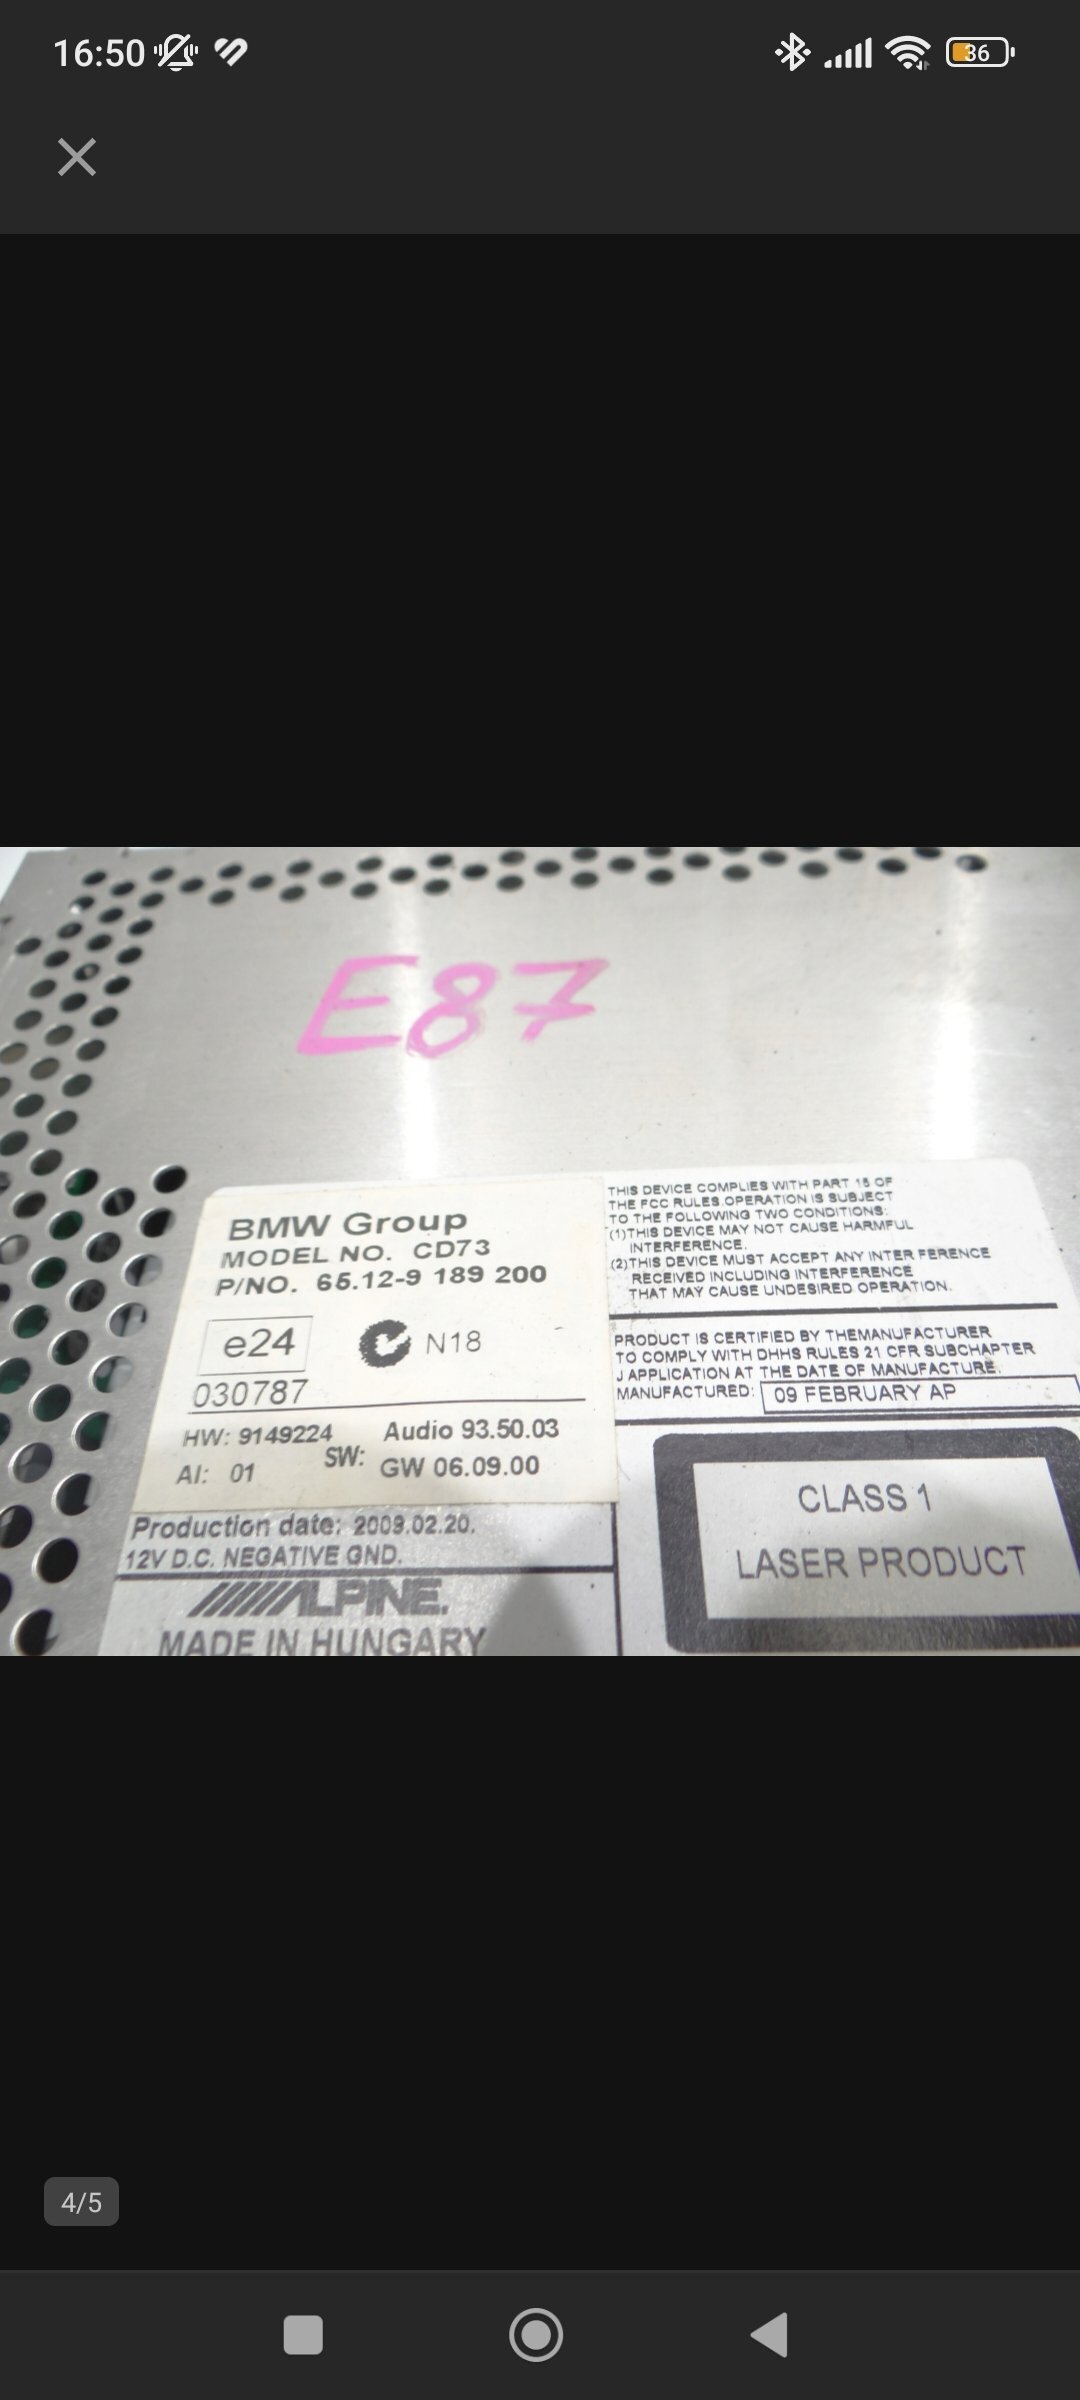 16:50
36
E87
BMW Group
MODEL NO. CD73
P/NO. 65.12-9 189 200
e24
N18
030787
HW: 9149224
Audio 93.50.03
SW:
AI: 01
GW 06.09.00
Production date: 2009.02.20.
12V D.C. NEGATIVE GND.
ALPINE.
MADE IN HUNGARY
THIS DEVICE COMPLIES WITH PART 15 OF
THE FCC RULES.OPERATION IS SUBJECT
TO THE FOLLOWING TWO CONDITIONS:
(1)THIS DEVICE MAY NOT CAUSE HARMFUL
INTERFERENCE.
(2)THIS DEVICE MUST ACCEPT ANY INTER FERENCE
RECEIVED INCLUDING INTERFERENCE
THAT MAY CAUSE UNDESIRED OPERATION.
PRODUCT IS CERTIFIED BY THEMANUFACTURER
TO COMPLY WITH DHHS RULES 21 CFR SUBCHAPTER
J APPLICATION AT THE DATE OF MANUFACTURE.
MANUFACTURED: 09 FEBRUARY AP
CLASS 1
LASER PRODUCT
4/5